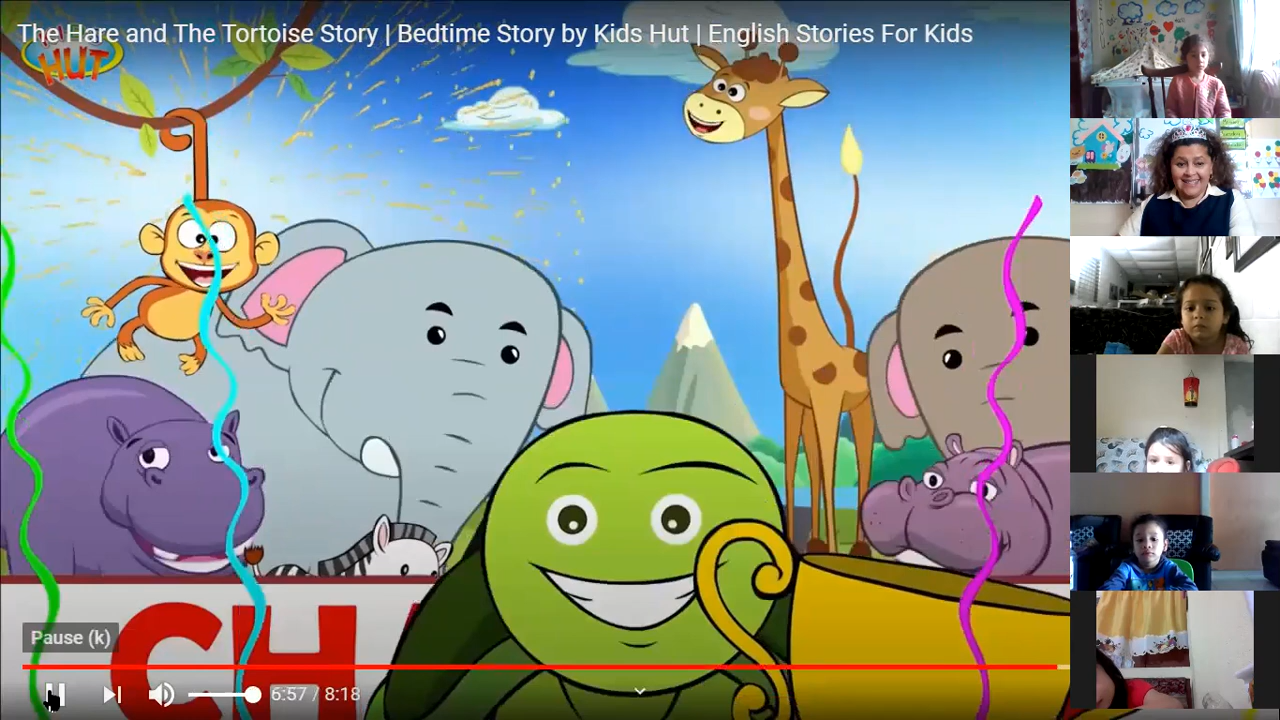 The Hare and The Tortoise Story | Bedtime Story by Kids Hut | English Stories For Kids
HUT
CH
Pause (k)
6:57 / 8:18